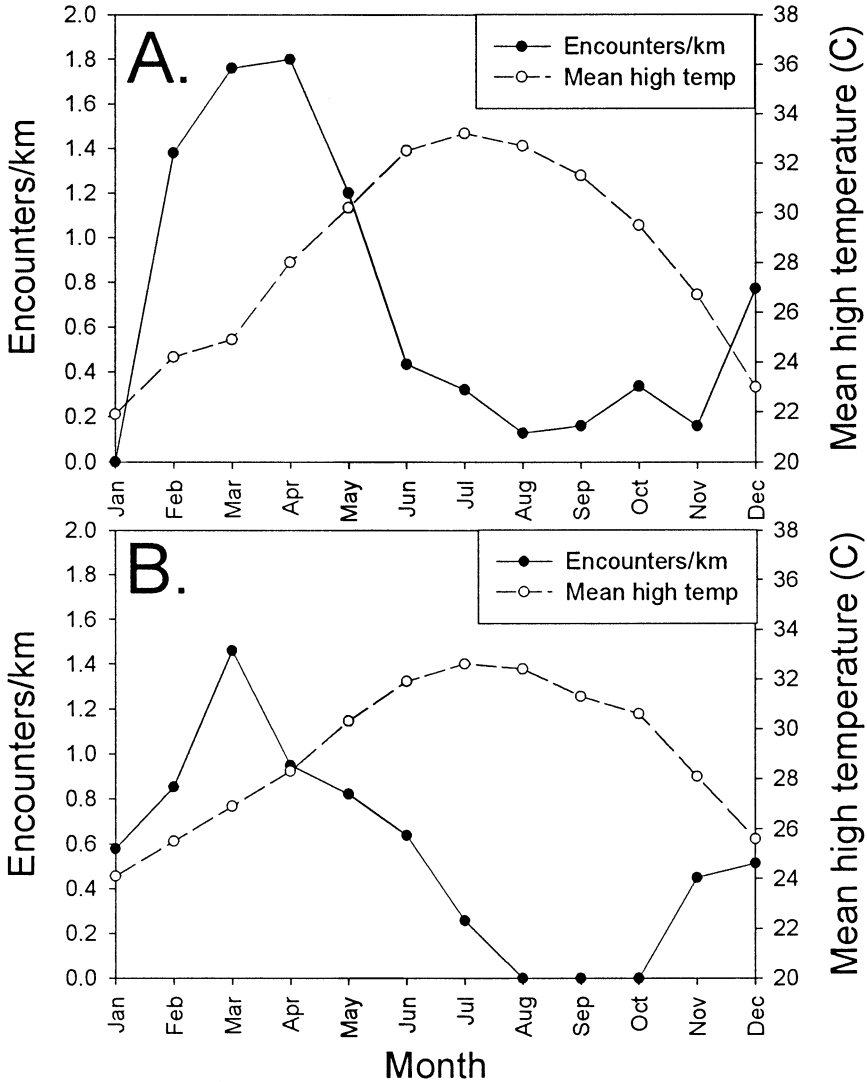 A.
Encounters/km
Mean high temp
Encounters/km
2.0
1.8
1.6
1.4
1.2
1.0
0.8
0.6
0.4
0.2
0.0
38
36
34
32
30
28
26
24
22
20
Mean high temperature (C)
Jan
Feb
Mar
Apr
May
Jun
Jul
Aug
Sep
Oct
Nov
Dec
B.
Encounters/km
Mean high temp
Encounters/km
2.0
1.8
1.6
1.4
1.2
1.0
0.8
0.6
0.4
0.2
0.0
38
36
34
32
30
28
26
24
22
20
Mean high temperature (C)
Jan
Feb
Mar
Apr
May
Jun
Jul
Aug
Sep
Oct
Nov
Dec
Month